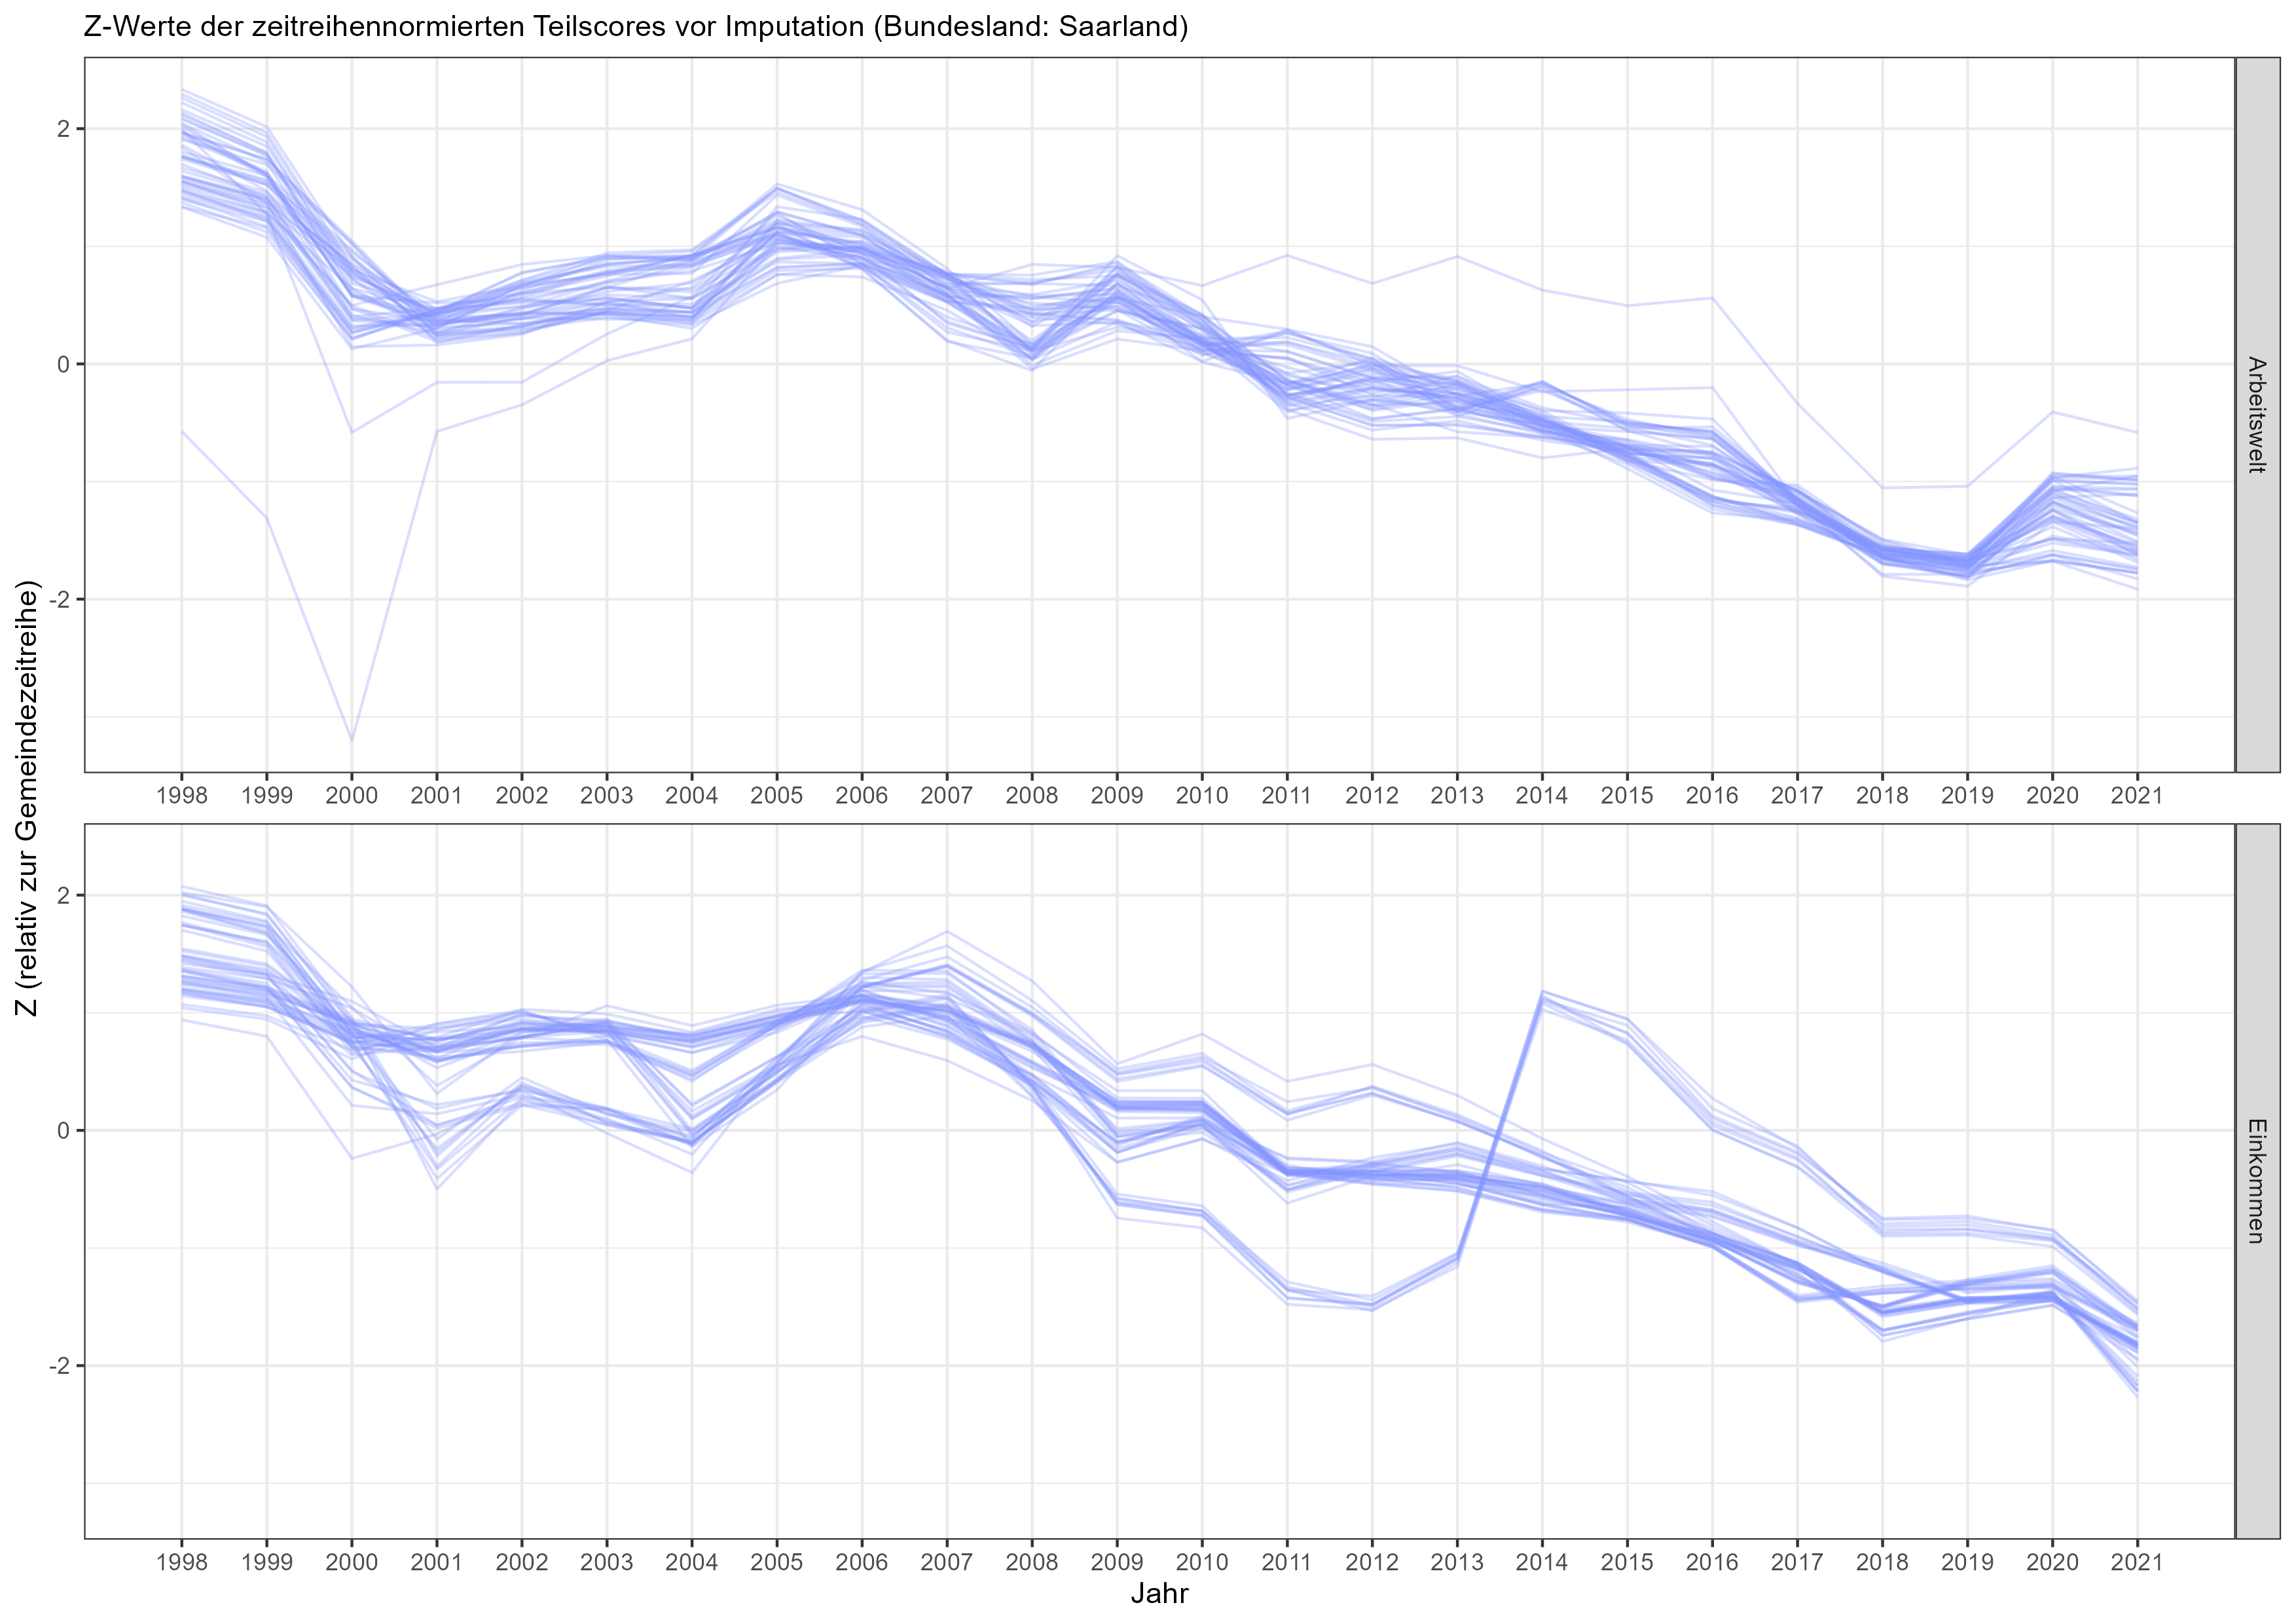 Z-Werte der zeitreihennormierten Teilscores vor Imputation (Bundesland: Saarland)
Z (relativ zur Gemeindezeitreihe)
2
0
-2
Arbeitswelt
1998 1999 2000 2001 2002 2003 2004 2005 2006 2007 2008 2009 2010 2011 2012 2013 2014 2015 2016 2017 2018 2019 2020 2021
2
0
-2
Einkommen
1998 1999 2000 2001 2002 2003 2004 2005 2006 2007 2008 2009 2010 2011 2012 2013 2014 2015 2016 2017 2018 2019 2020 2021
Jahr